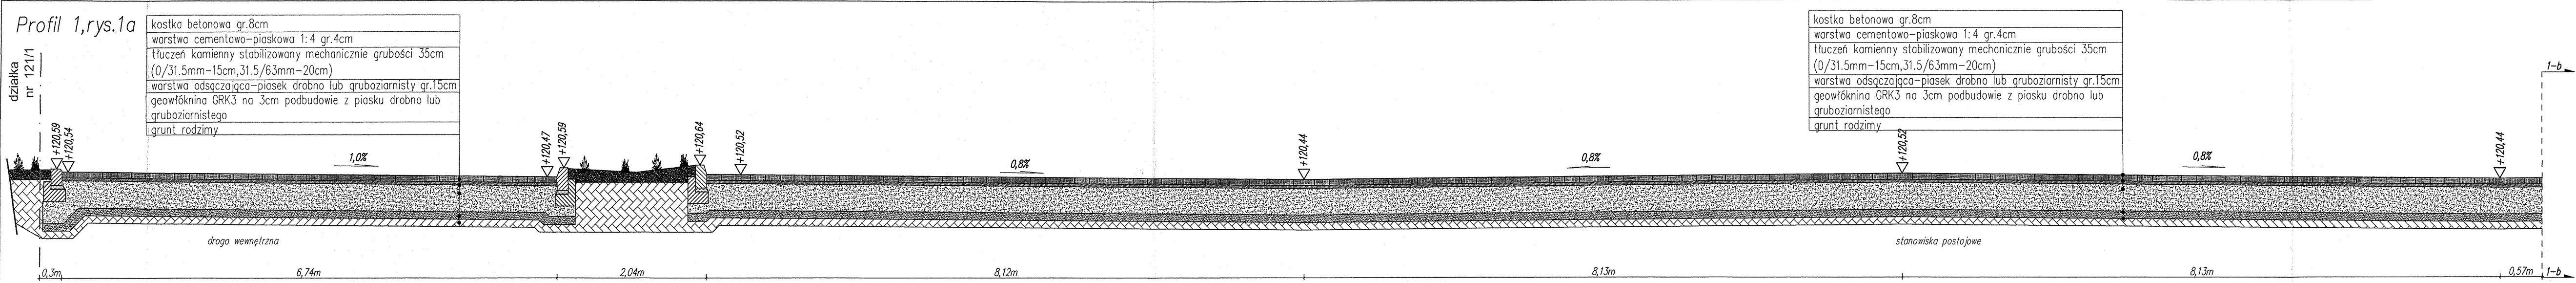 Profil 1,rys.1a
działka
nr 121/1
kostka betonowa gr.8cm
warstwa cementowo-piaskowa 1:4 gr.4cm
tłuczeń kamienny stabilizowany mechanicznie grubości 35cm
(0/31.5mm-15cm,31.5/63mm-20cm)
warstwa odsączająca-piasek drobno lub gruboziarnisty gr.15cm
geowłóknina GRK3 na 3cm podbudowie z piasku drobno lub
gruboziarnistego
grunt rodzimy
kostka betonowa gr.8cm
warstwa cementowo-piaskowa 1:4 gr.4cm
tłuczeń kamienny stabilizowany mechanicznie grubości 35cm
(0/31.5mm-15cm,31.5/63mm-20cm)
warstwa odsączająca-piasek drobno lub gruboziarnisty gr.15cm
geowłóknina GRK3 na 3cm podbudowie z piasku drobno lub
gruboziarnistego
grunt rodzimy
1-b
+120,59
+120,54
+120,47
+120,59
+120,64
+120,52
+120,44
+120,52
+120,44
1,0%
0,8%
0,8%
0,8%
droga wewnętrzna
stanowiska postojowe
0,3m
6,74m
2,04m
8,12m
8,13m
8,13m
0,57m
1-b